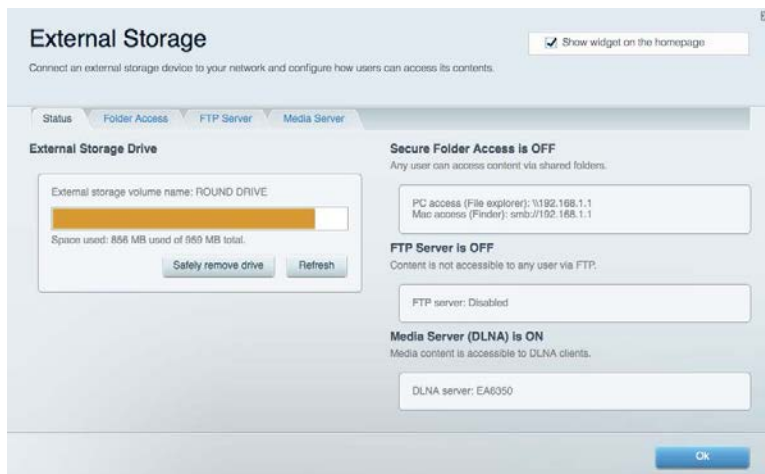 External Storage
Show widget on the homepage
Connect an external storage device to your network and configure how users can access its contents.
Status
Folder Access
FTP Server
Media Server
External Storage Drive
External storage volume name: ROUND DRIVE
Space used: 856 MB used of 959 MB total.
Safely remove drive
Refresh
Secure Folder Access is OFF
Any user can access content via shared folders.
PC access (File explorer): \\192.168.1.1
Mac access (Finder): smb://192.168.1.1
FTP Server is OFF
Content is not accessible to any user via FTP.
FTP server: Disabled
Media Server (DLNA) is ON
Media content is accessible to DLNA clients.
DLNA server: EA6350
Ok